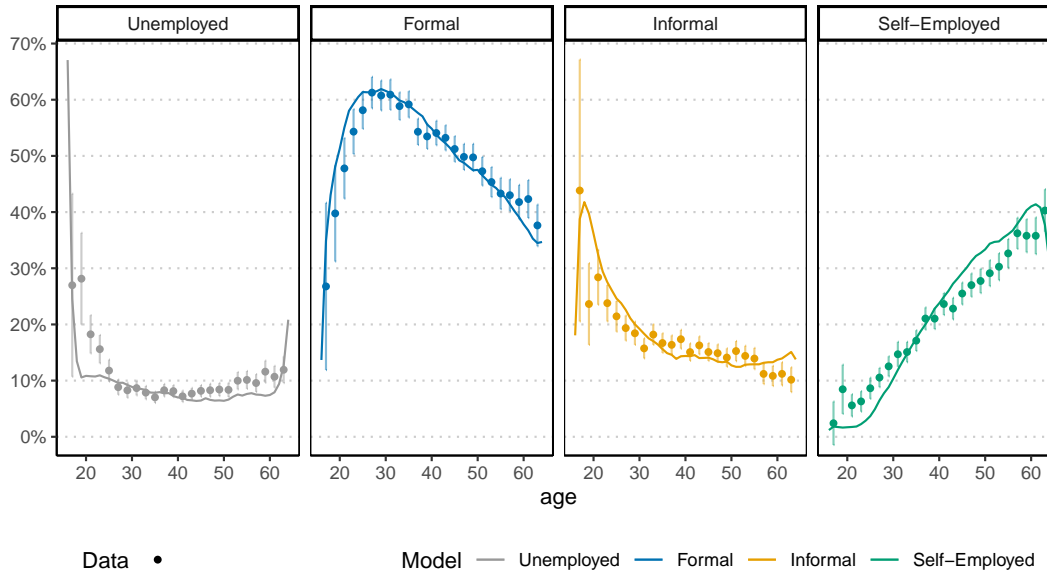 Unemployed Formal Informal Self−Employed
70%
60%
50%
40%
30%
20%
10%
0%
20 30 40 50 60 20 30 40 50 60 20 30 40 50 60 20 30 40 50 60
age
Data Model Unemployed Formal Informal Self−Employed